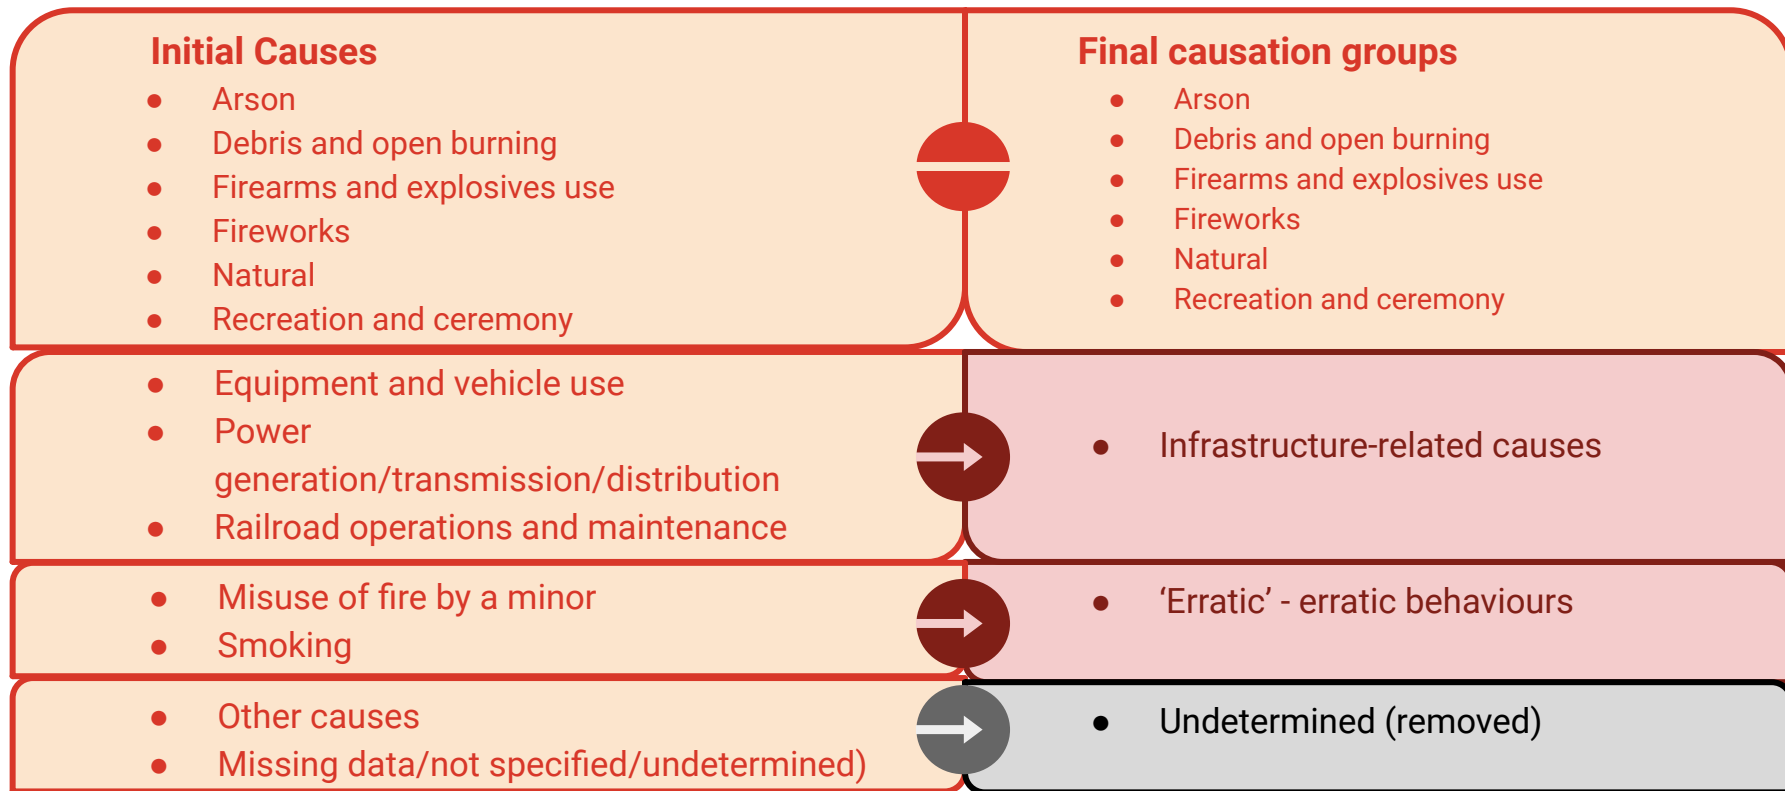 Initial Causes
● Arson
● Debris and open burning
● Firearms and explosives use
● Fireworks
● Natural
● Recreation and ceremony
Final causation groups
● Arson
● Debris and open burning
● Firearms and explosives use
● Fireworks
● Natural
● Recreation and ceremony
● Equipment and vehicle use
● Power
generation/transmission/distribution
● Railroad operations and maintenance
● Infrastructure-related causes
● Misuse of fire by a minor
● Smoking
● ‘Erratic’ - erratic behaviours
● Other causes
● Missing data/not specified/undetermined)
● Undetermined (removed)